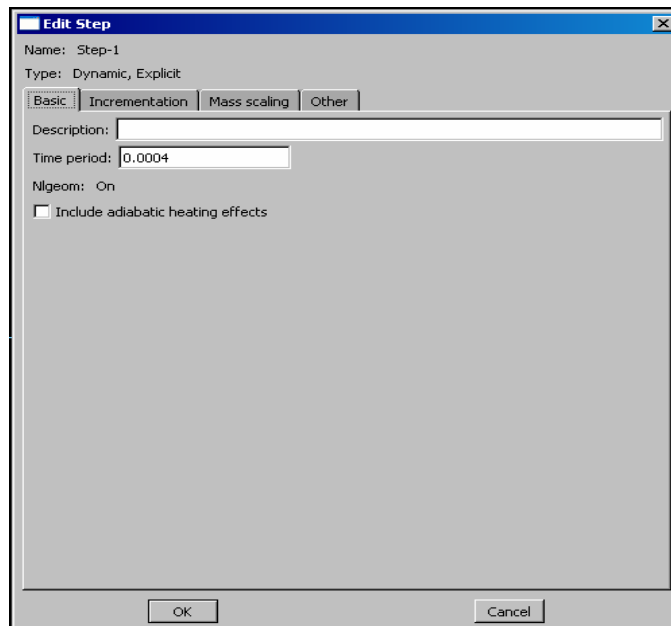 Edit Step
Name: Step-1
Type: Dynamic, Explicit
Basic Incrementation Mass scaling Other
Description:
Time period: 0.0004
Nlgeom: On
Include adiabatic heating effects
OK Cancel